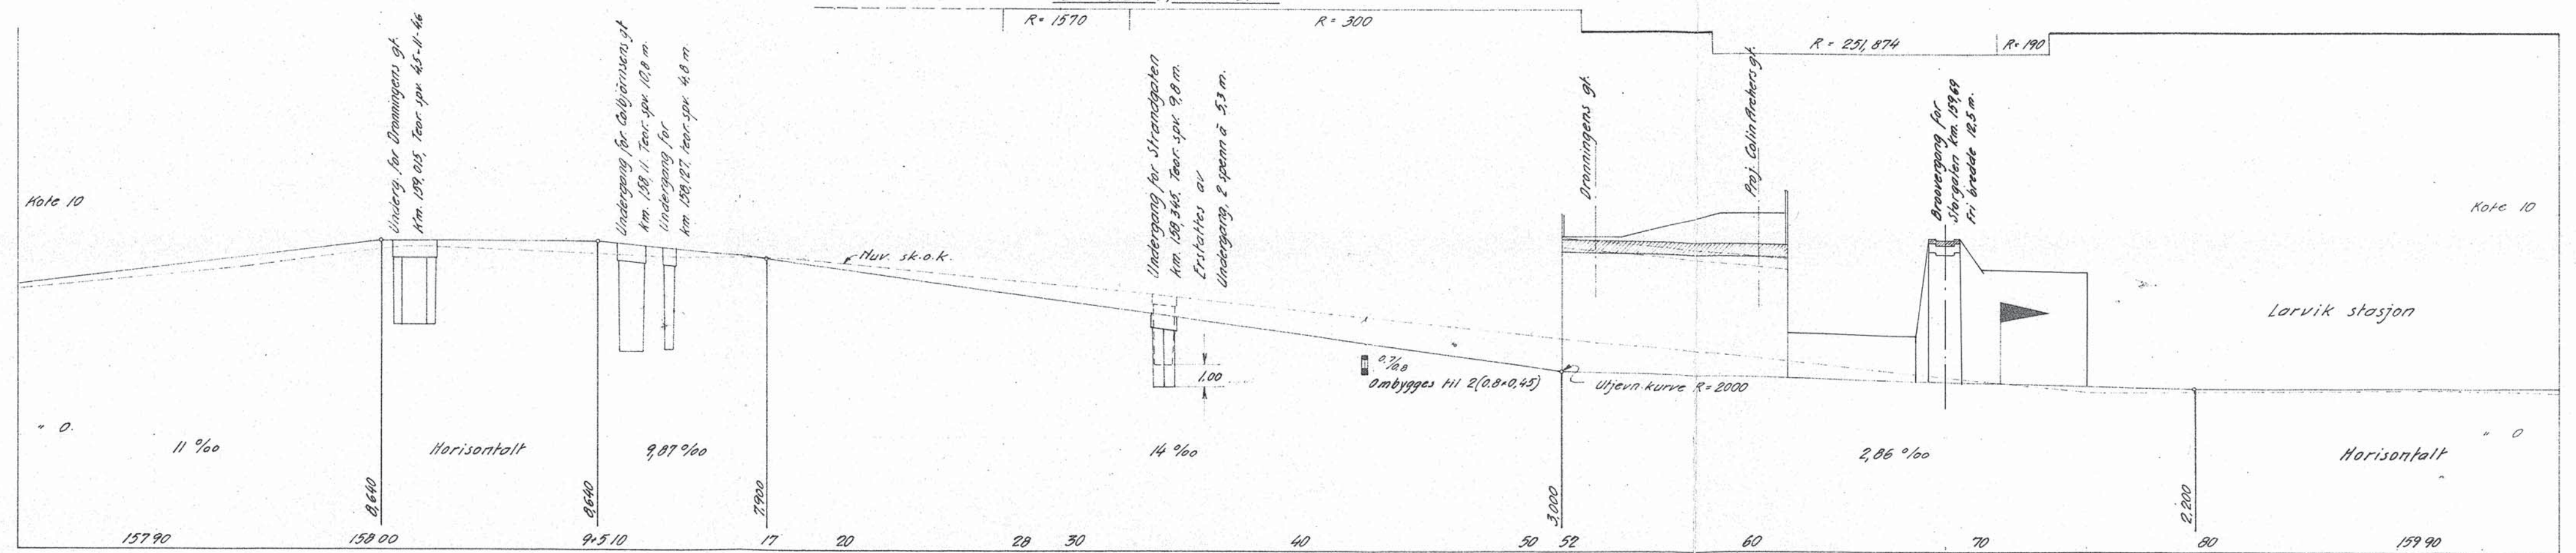 R= 1570
R= 300
R= 251,874
R= 190
Underg. for Dronningens gt.
Km. 159,015, Teor. spv. 4,5-11-4,6
Undergang for Colbjörnsens gt
Km. 158,11. Teor. spv. 10,8 m.
Undergang for
km. 158,127, teor. spv. 4,8 m.
Undergang for Strandgaten
km. 158,345. Teor. spv. 9,8 m.
Erstattes av
Undergang, 2 spenn á 5,3 m.
Dronningens gt.
Proj. Colin Archers gt.
Broovergang for
Storgaten km. 159,69
Fri bredde 12,5 m.
Kote 10
Kote 10
Nuv. sk.o.k.
Larvik stasjon
1.00
0,7/0,8
Ombygges til 2(0,8×0,45)
Utjevn. kurve R=2000
" 0.
" 0
11 ‰
Horisontalt
9,87 ‰
14 ‰
2,86 ‰
Horisontalt
8,640
8,640
7,900
3,000
2,200
157 90
158 00
9+5 10
17
20
28
30
40
50
52
60
70
80
159 90